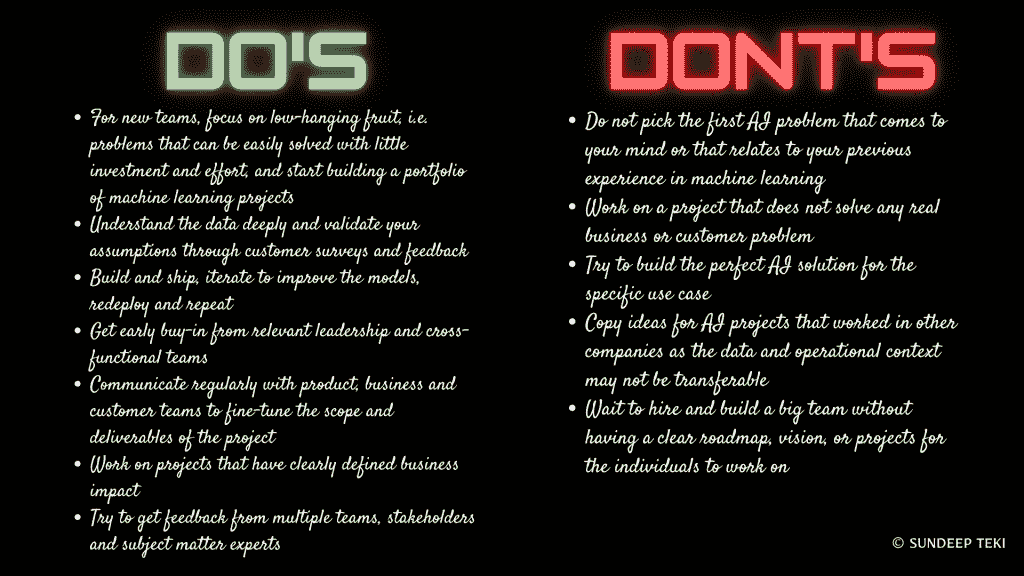 DO'S
• For new teams, focus on low-hanging fruit, i.e.
problems that can be easily solved with little
investment and effort, and start building a portfolio
of machine learning projects
• Understand the data deeply and validate your
assumptions through customer surveys and feedback
• Build and ship, iterate to improve the models,
redeploy and repeat
• Get early buy-in from relevant leadership and cross-
functional teams
• Communicate regularly with product, business and
customer teams to fine-tune the scope and
deliverables of the project
• Work on projects that have clearly defined business
impact
• Try to get feedback from multiple teams, stakeholders
and subject matter experts
DONT'S
• Do not pick the first AI problem that comes to
your mind or that relates to your previous
experience in machine learning
• Work on a project that does not solve any real
business or customer problem
• Try to build the perfect AI solution for the
specific use case
• Copy ideas for AI projects that worked in other
companies as the data and operational context
may not be transferable
• Wait to hire and build a big team without
having a clear roadmap, vision, or projects for
the individuals to work on
© SUNDEEP TEKI